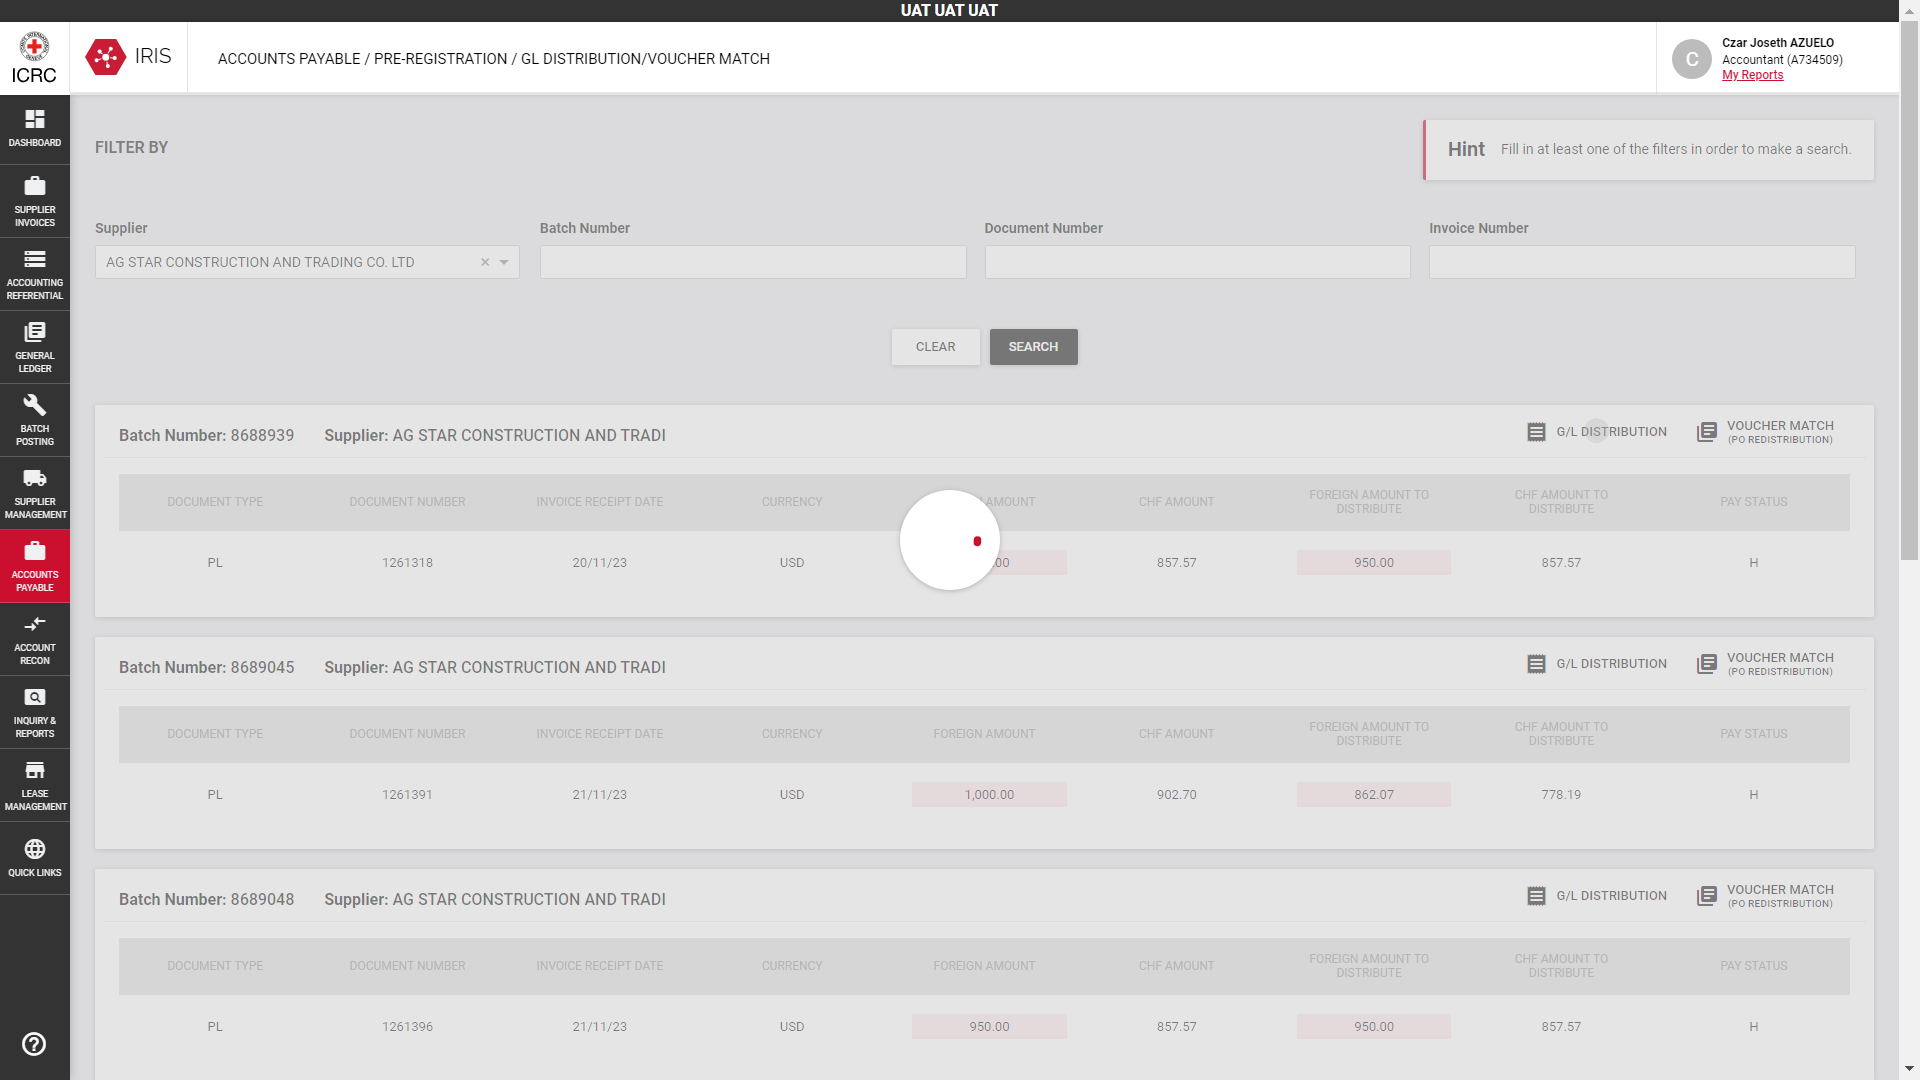 UAT UAT UAT
ICRC
IRIS
ACCOUNTS PAYABLE / PRE-REGISTRATION / GL DISTRIBUTION/VOUCHER MATCH
C
Czar Joseth AZUELO
Accountant (A734509)
My Reports
DASHBOARD
SUPPLIER
INVOICES
ACCOUNTING
REFERENTIAL
GENERAL
LEDGER
BATCH
POSTING
SUPPLIER
MANAGEMENT
ACCOUNTS
PAYABLE
ACCOUNT
RECON
INQUIRY &
REPORTS
LEASE
MANAGEMENT
QUICK LINKS
FILTER BY
Hint Fill in at least one of the filters in order to make a search.
Supplier Batch Number Document Number Invoice Number
AG STAR CONSTRUCTION AND TRADING CO. LTD
CLEAR SEARCH
Batch Number: 8688939 Supplier: AG STAR CONSTRUCTION AND TRADI
G/L DISTRIBUTION
VOUCHER MATCH
(PO REDISTRIBUTION)
DOCUMENT TYPE DOCUMENT NUMBER INVOICE RECEIPT DATE CURRENCY AMOUNT CHF AMOUNT FOREIGN AMOUNT TO DISTRIBUTE CHF AMOUNT TO DISTRIBUTE PAY STATUS
PL 1261318 20/11/23 USD .00 857.57 950.00 857.57 H
Batch Number: 8689045 Supplier: AG STAR CONSTRUCTION AND TRADI
G/L DISTRIBUTION
VOUCHER MATCH
(PO REDISTRIBUTION)
DOCUMENT TYPE DOCUMENT NUMBER INVOICE RECEIPT DATE CURRENCY FOREIGN AMOUNT CHF AMOUNT FOREIGN AMOUNT TO DISTRIBUTE CHF AMOUNT TO DISTRIBUTE PAY STATUS
PL 1261391 21/11/23 USD 1,000.00 902.70 862.07 778.19 H
Batch Number: 8689048 Supplier: AG STAR CONSTRUCTION AND TRADI
G/L DISTRIBUTION
VOUCHER MATCH
(PO REDISTRIBUTION)
DOCUMENT TYPE DOCUMENT NUMBER INVOICE RECEIPT DATE CURRENCY FOREIGN AMOUNT CHF AMOUNT FOREIGN AMOUNT TO DISTRIBUTE CHF AMOUNT TO DISTRIBUTE PAY STATUS
PL 1261396 21/11/23 USD 950.00 857.57 950.00 857.57 H